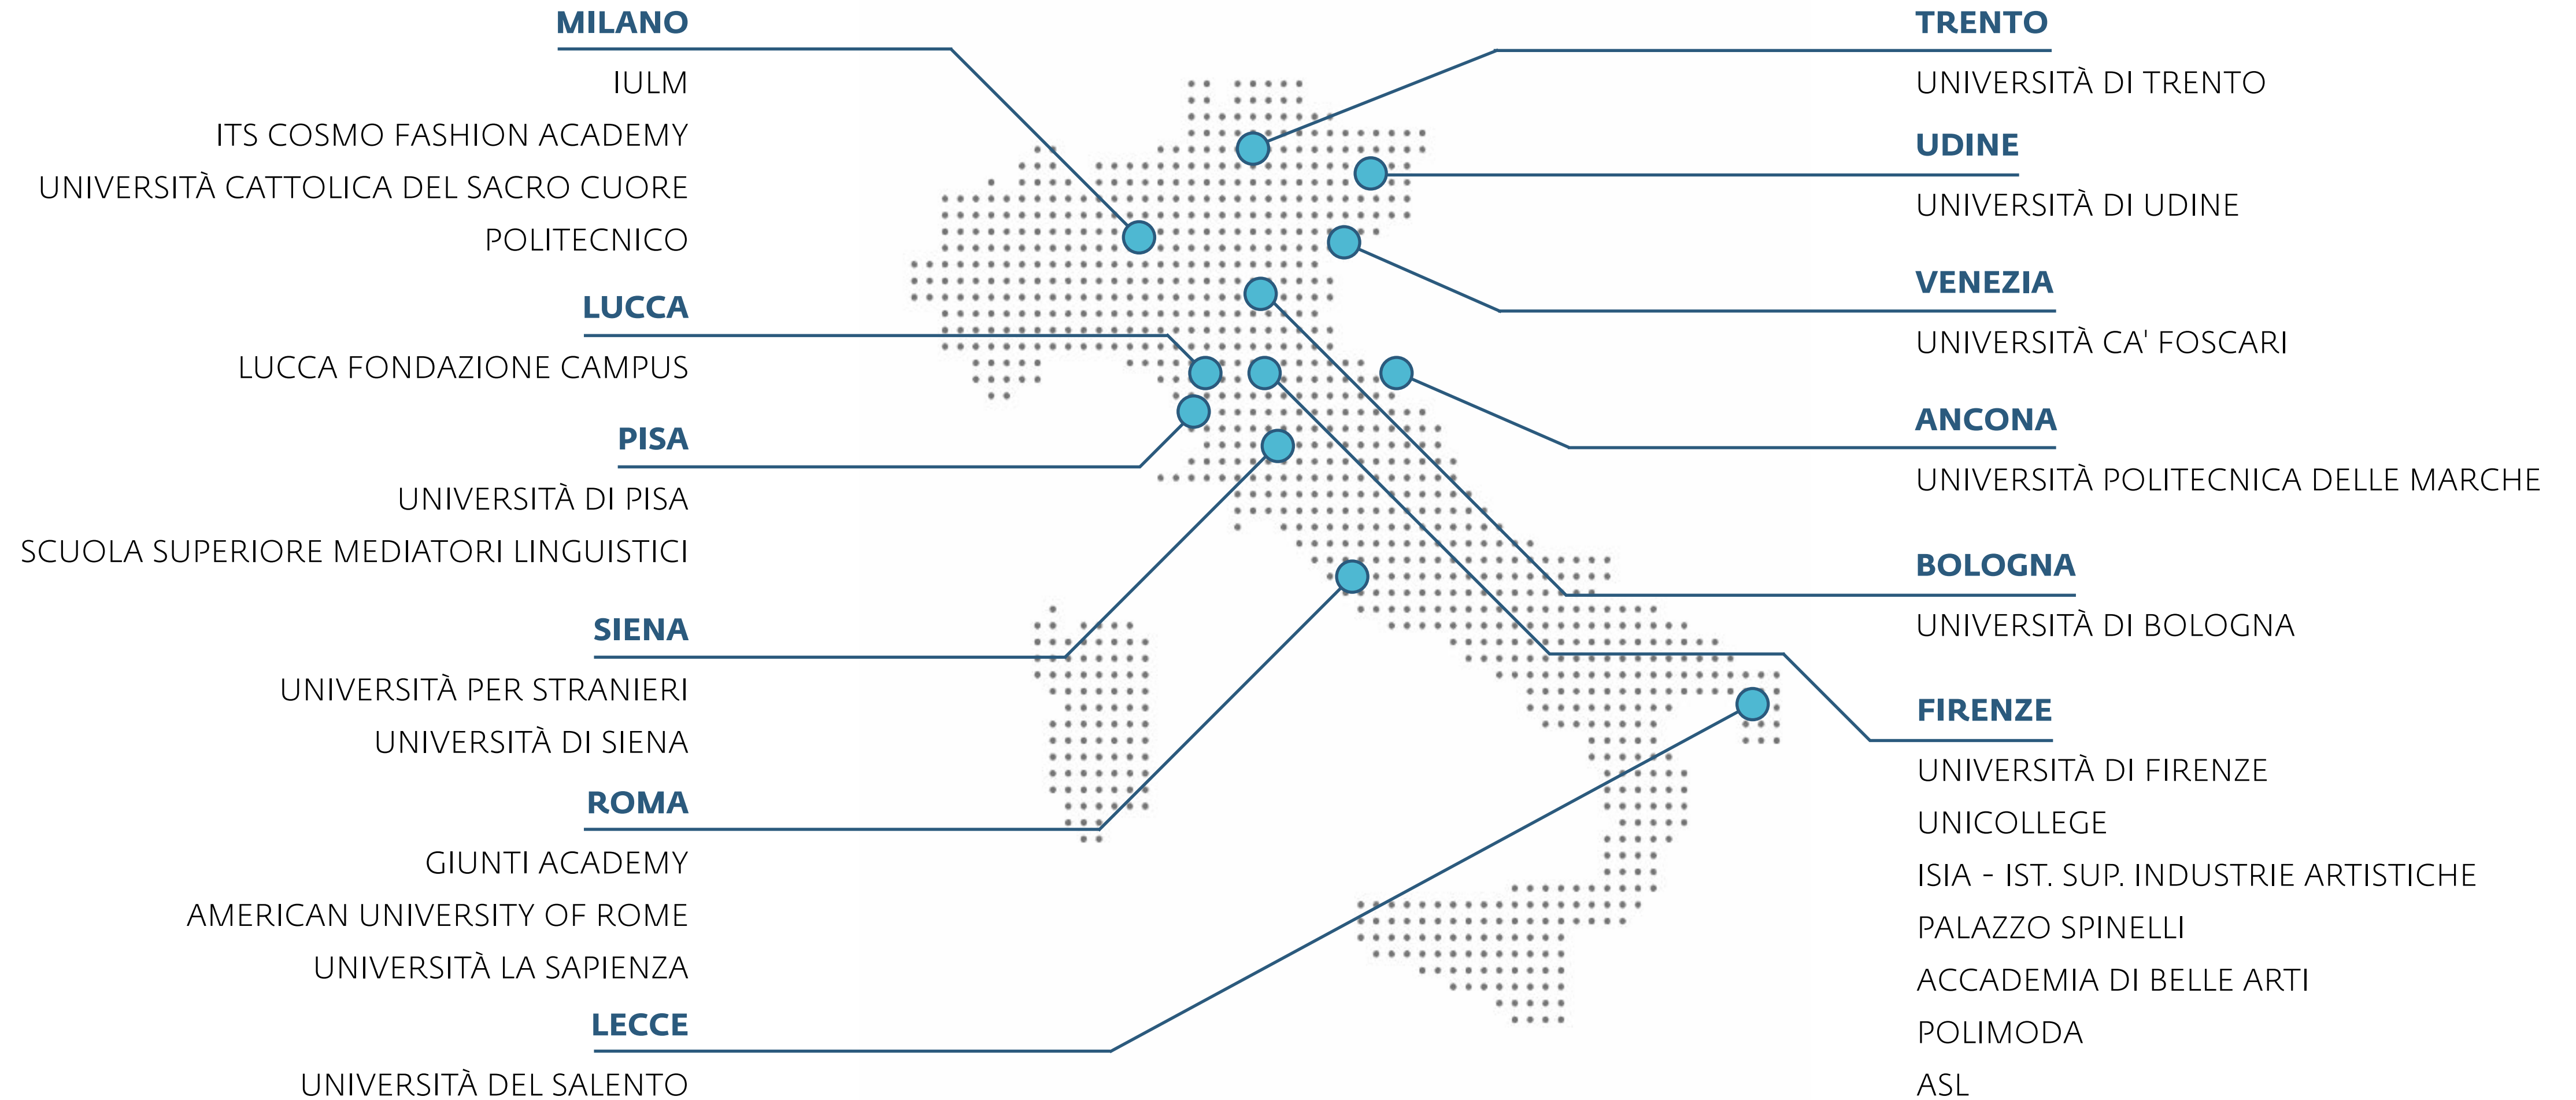 MILANO
IULM
ITS COSMO FASHION ACADEMY
UNIVERSITÀ CATTOLICA DEL SACRO CUORE
POLITECNICO
LUCCA
LUCCA FONDAZIONE CAMPUS
PISA
UNIVERSITÀ DI PISA
SCUOLA SUPERIORE MEDIATORI LINGUISTICI
SIENA
UNIVERSITÀ PER STRANIERI
UNIVERSITÀ DI SIENA
ROMA
GIUNTI ACADEMY
AMERICAN UNIVERSITY OF ROME
UNIVERSITÀ LA SAPIENZA
LECCE
UNIVERSITÀ DEL SALENTO
TRENTO
UNIVERSITÀ DI TRENTO
UDINE
UNIVERSITÀ DI UDINE
VENEZIA
UNIVERSITÀ CA' FOSCARI
ANCONA
UNIVERSITÀ POLITECNICA DELLE MARCHE
BOLOGNA
UNIVERSITÀ DI BOLOGNA
FIRENZE
UNIVERSITÀ DI FIRENZE
UNICOLLEGE
ISIA - IST. SUP. INDUSTRIE ARTISTICHE
PALAZZO SPINELLI
ACCADEMIA DI BELLE ARTI
POLIMODA
ASL